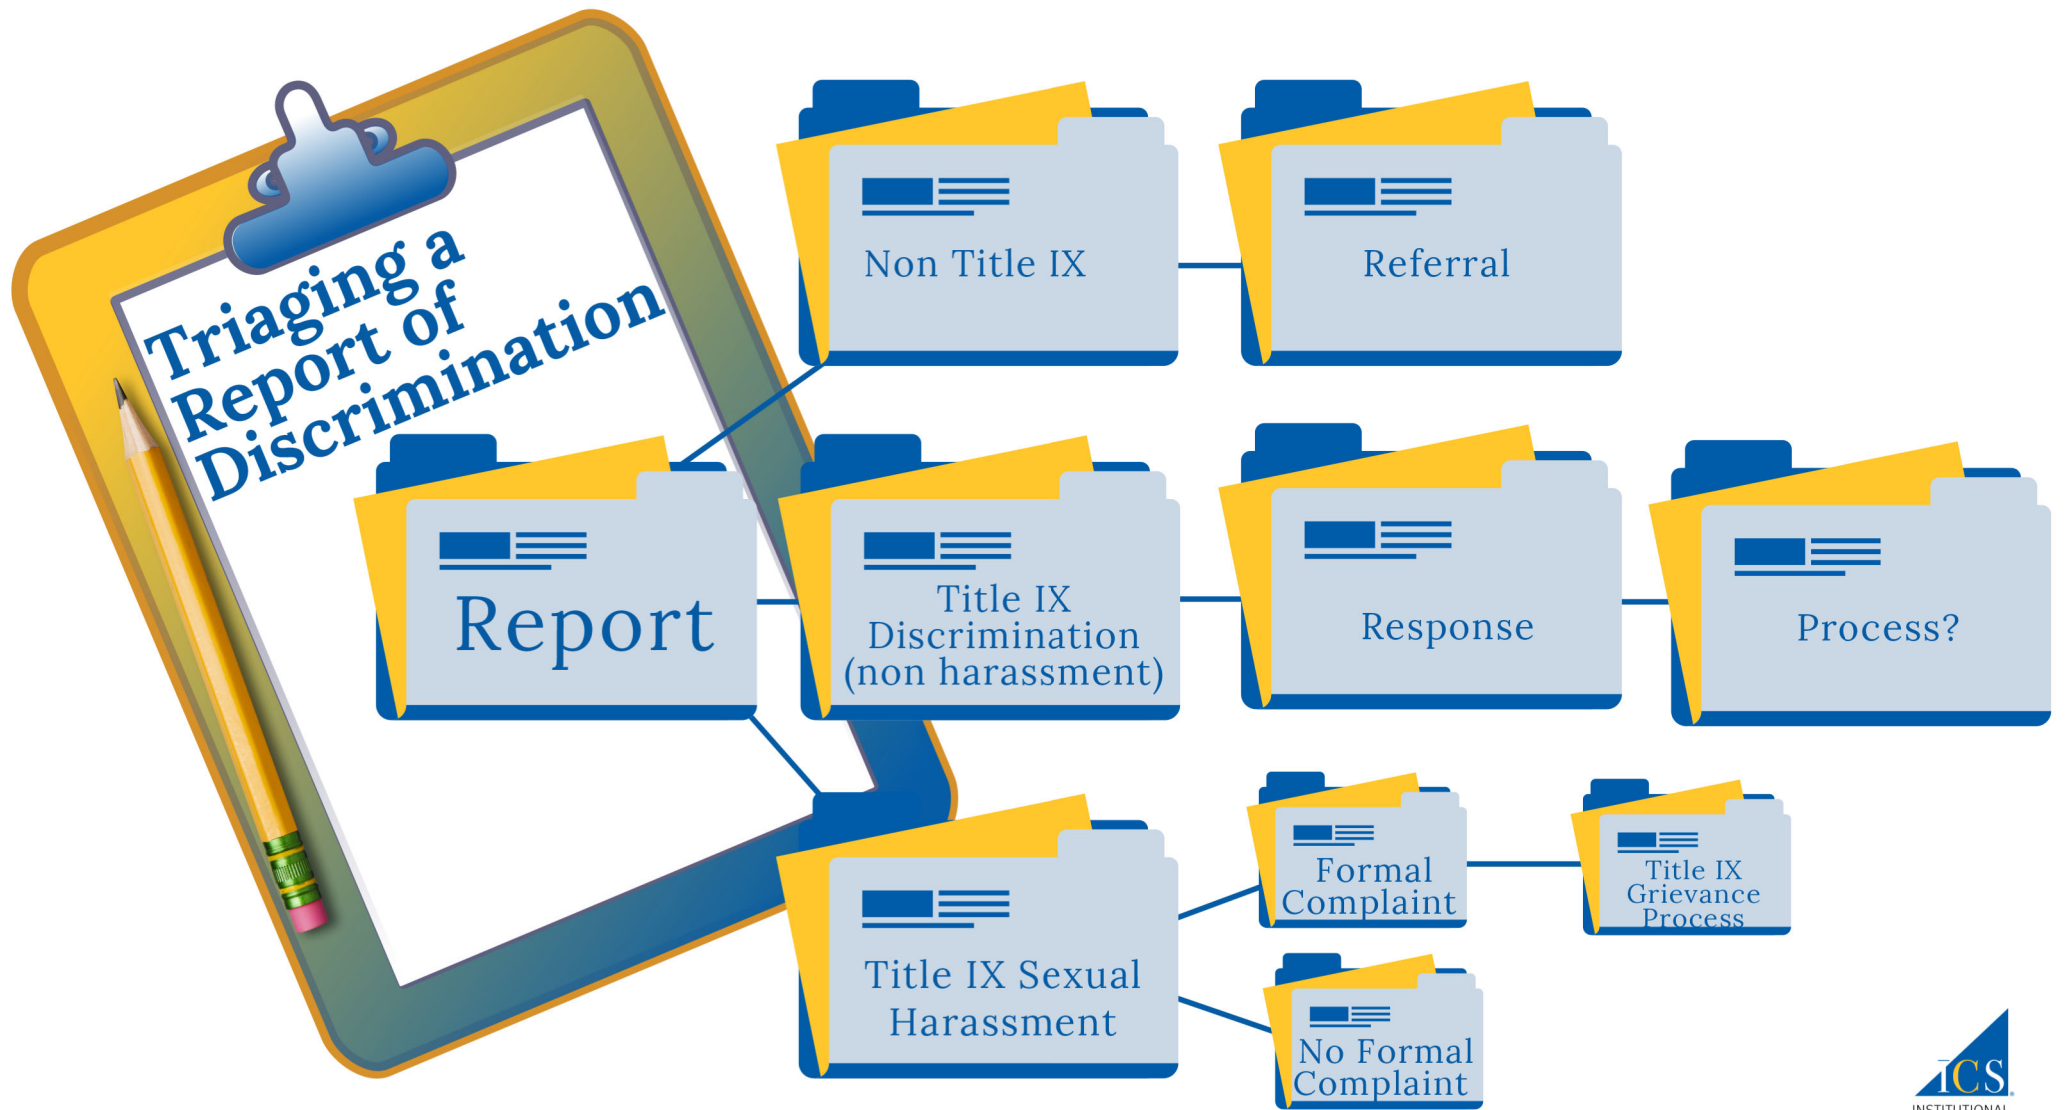 Triaging a
Report of
Discrimination
Non Title IX
Referral
Report
Title IX
Discrimination
(non harassment)
Response
Process?
Title IX Sexual
Harassment
Formal
Complaint
Title IX
Grievance
Process
No Formal
Complaint
ICS®
INSTITUTIONAL